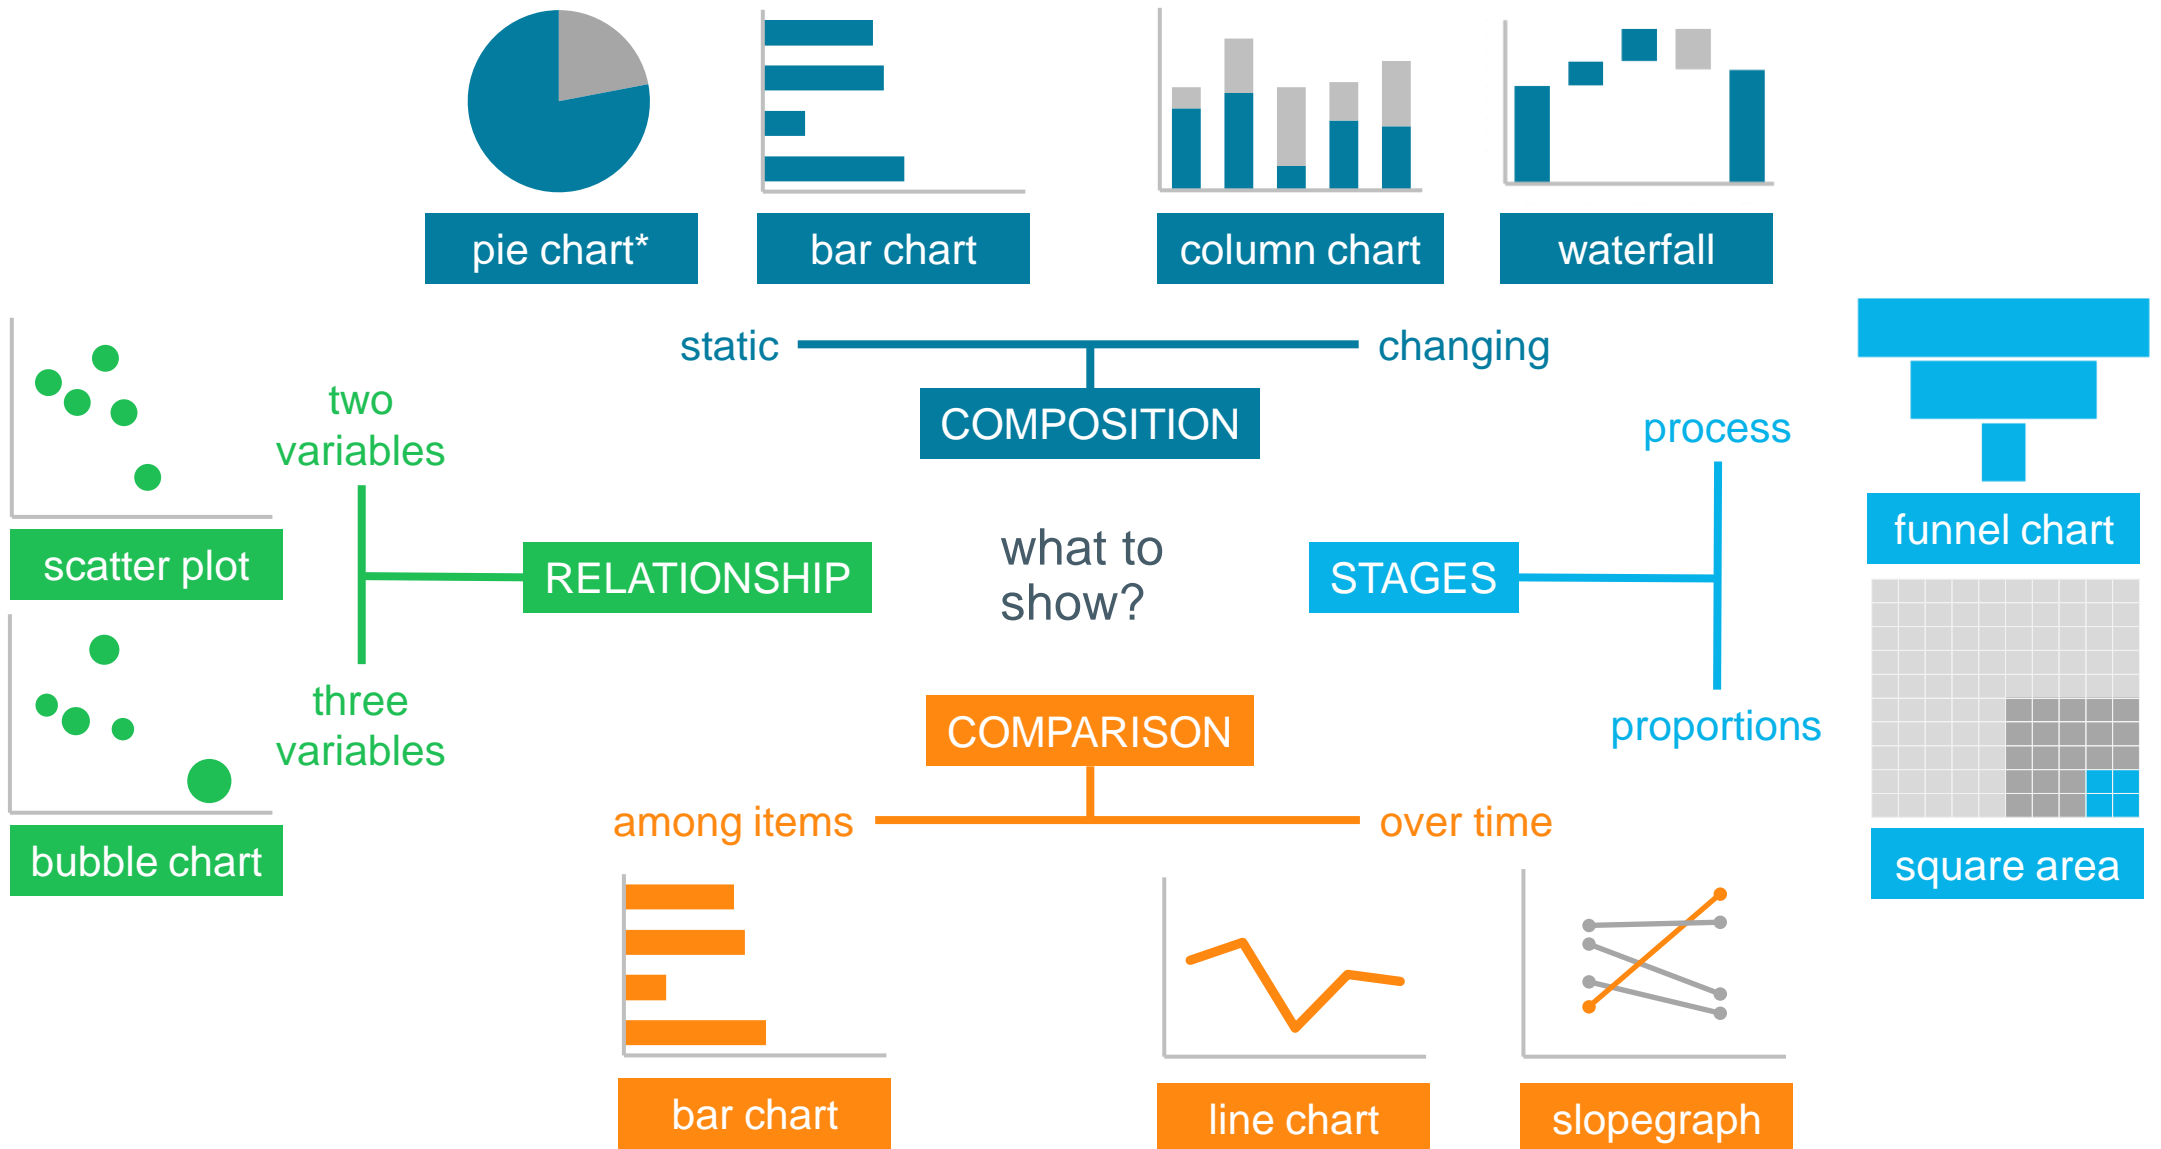 pie chart*
bar chart
column chart
waterfall
static
changing
COMPOSITION
two
variables
scatter plot
RELATIONSHIP
three
variables
bubble chart
what to
show?
process
STAGES
funnel chart
proportions
square area
COMPARISON
among items
over time
bar chart
line chart
slopegraph